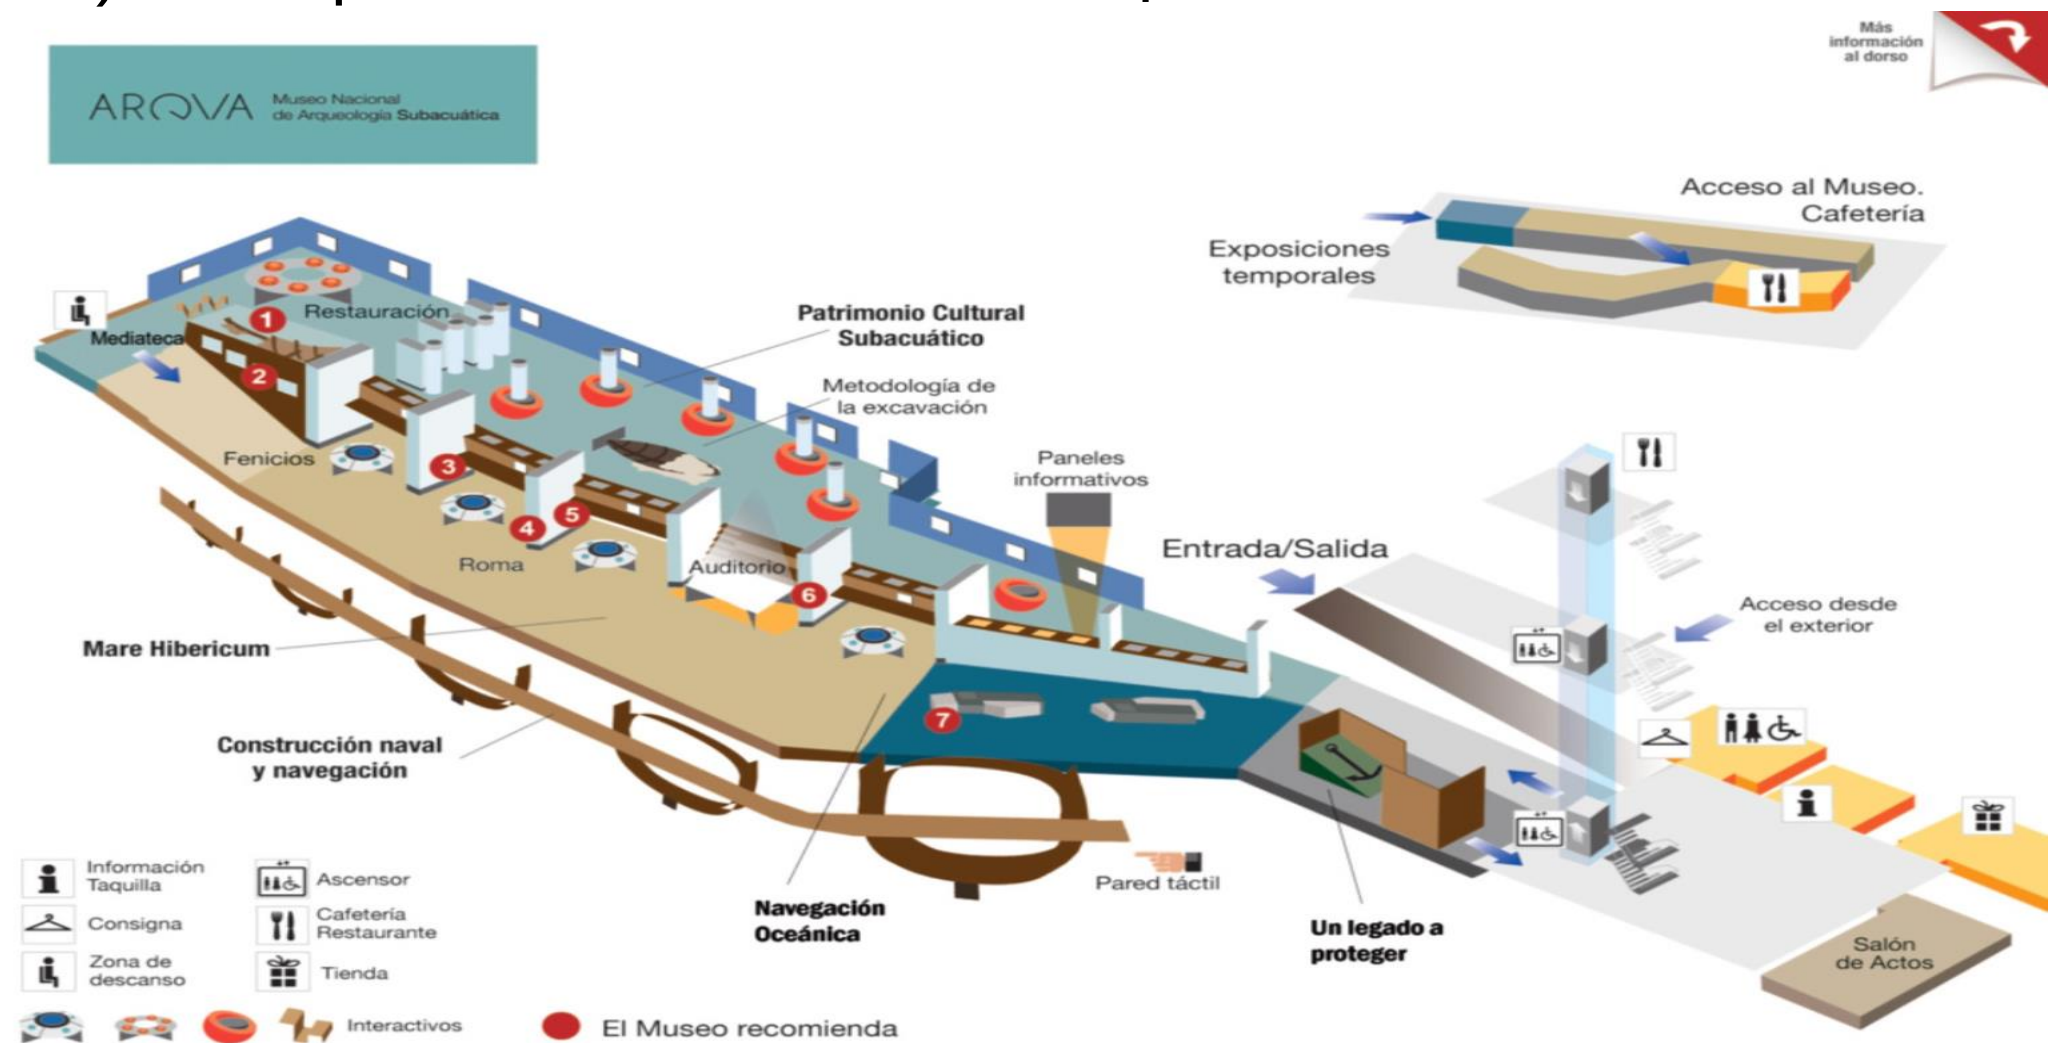 Más
información
al dorso
ARQVA
Museo Nacional
de Arqueología Subacuática
Acceso al Museo.
Cafetería
Exposiciones
temporales
Restauración
Mediateca
1
2
Patrimonio Cultural
Subacuático
Metodología de
la excavación
Fenicios
3
4
5
Roma
Auditorio
6
Paneles
informativos
Entrada/Salida
Acceso desde
el exterior
Mare Hibericum
7
Construcción naval
y navegación
Navegación
Oceánica
Pared táctil
Un legado a
proteger
Salón
de Actos
Información
Taquilla
Consigna
Zona de
descanso
Ascensor
Cafetería
Restaurante
Tienda
Interactivos
El Museo recomienda